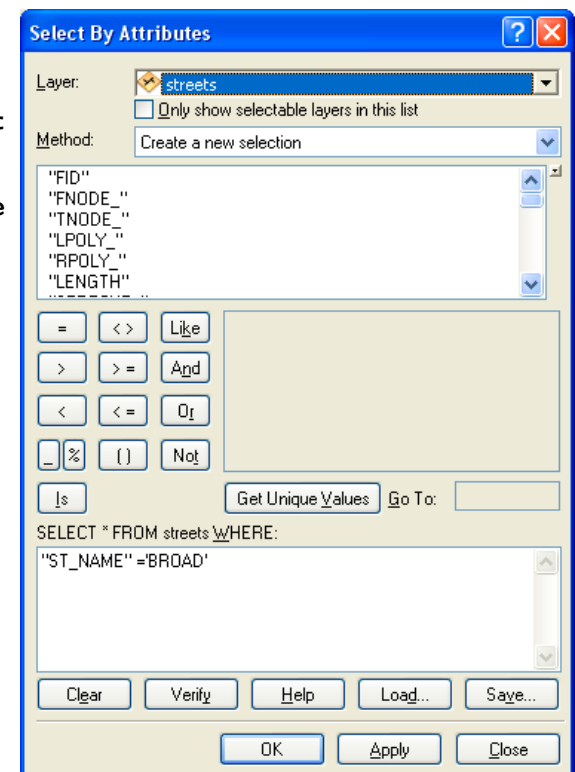 Select By Attributes
Layer: streets
Only show selectable layers in this list
Method: Create a new selection
"FID"
"FNODE_"
"TNODE_"
"LPOLY_"
"RPOLY_"
"LENGTH"
= <> Like
> >= And
< <= Or
_ % () Not
Is Get Unique Values Go To:
SELECT * FROM streets WHERE:
"ST_NAME" ='BROAD'
Clear Verify Help Load... Save...
OK Apply Close